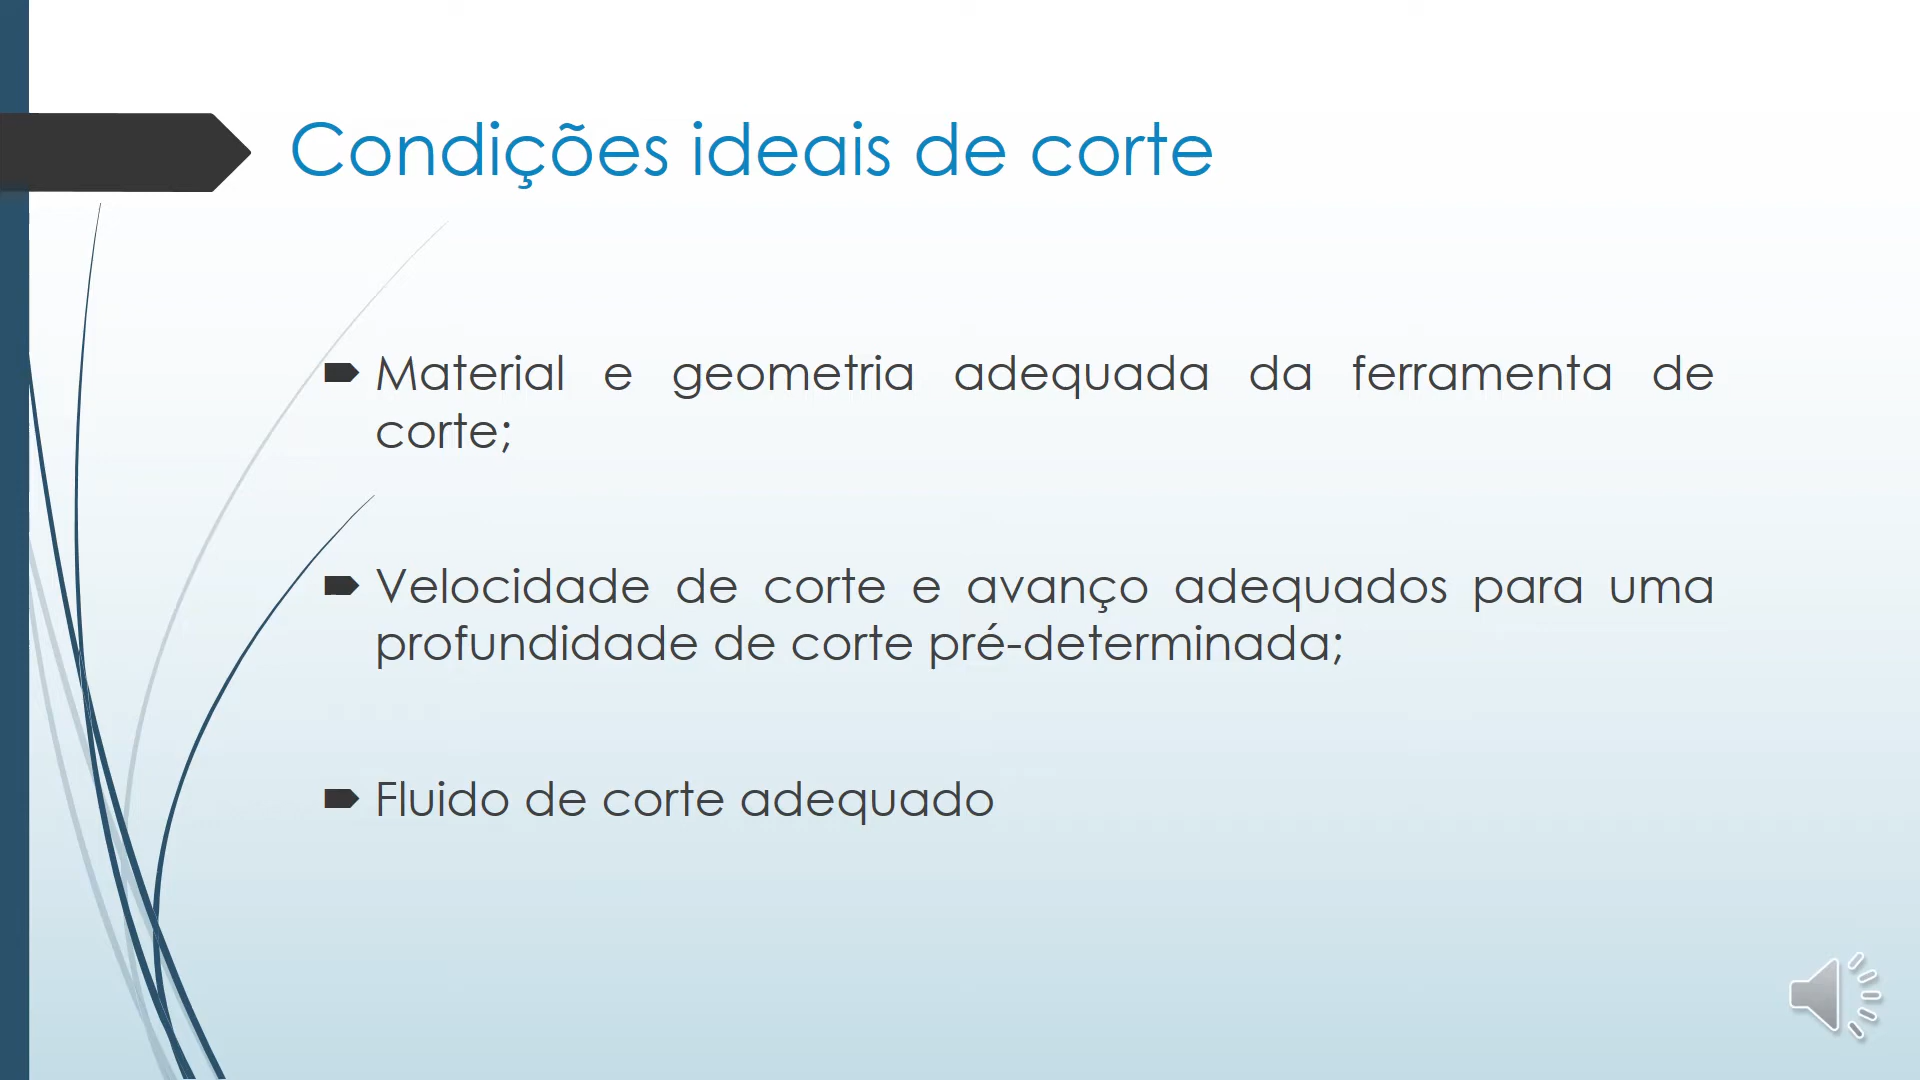 Condições ideais de corte
Material e geometria adequada da ferramenta de
corte;
Velocidade de corte e avanço adequados para uma
profundidade de corte pré-determinada;
Fluido de corte adequado